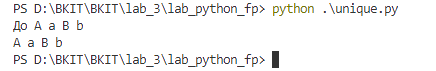 PS D:\BKIT\BKIT\lab_3\lab_python_fp> python .\unique.py
До A a B b
A a B b
PS D:\BKIT\BKIT\lab_3\lab_python_fp>